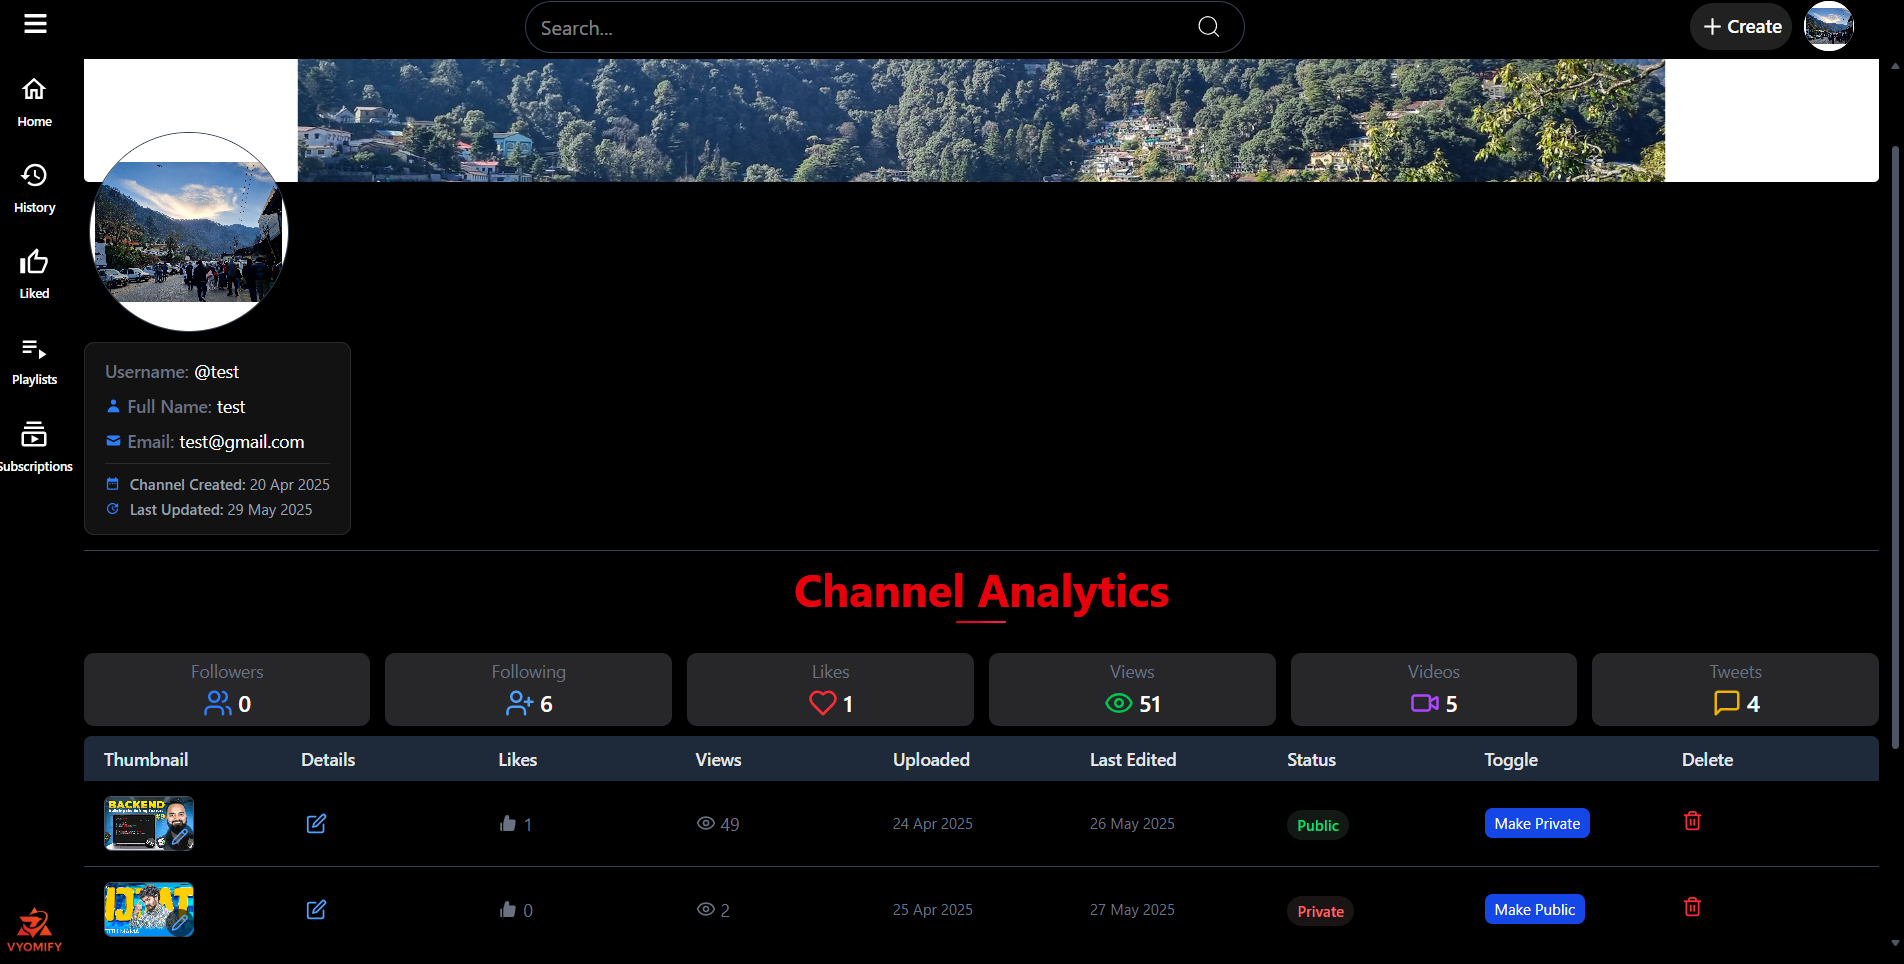 Search...
Create
Home
History
Liked
Playlists
Subscriptions
Username: @test
Full Name: test
Email: test@gmail.com
Channel Created: 20 Apr 2025
Last Updated: 29 May 2025
Channel Analytics
Followers
0
Following
6
Likes
1
Views
51
Videos
5
Tweets
4
Thumbnail Details Likes Views Uploaded Last Edited Status Toggle Delete
BACKEND
#9
1 49 24 Apr 2025 26 May 2025 Public Make Private
0 2 25 Apr 2025 27 May 2025 Private Make Public
VYOMIFY